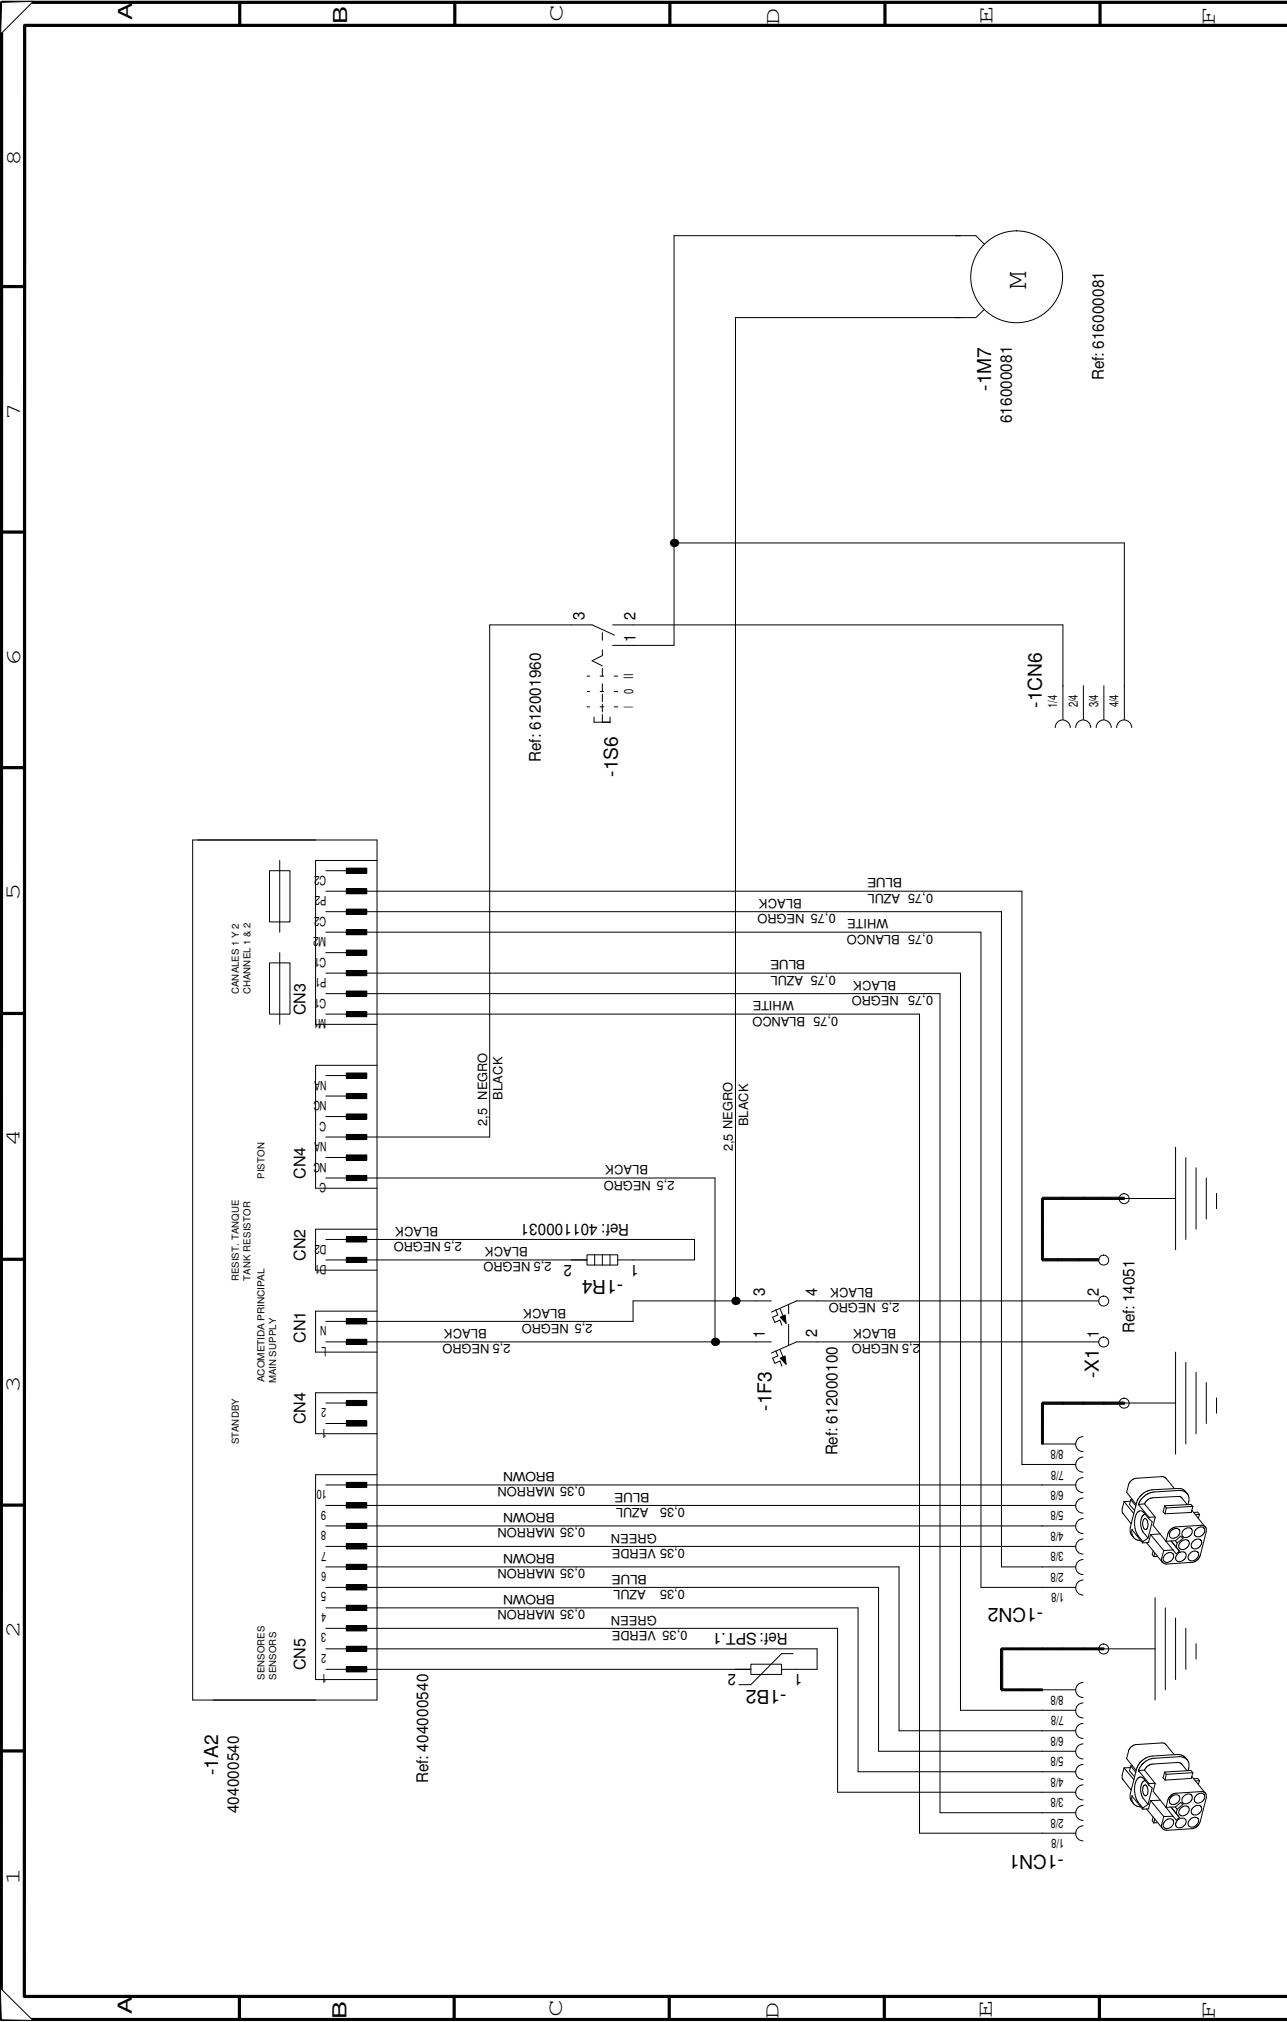 1 2 3 4 5 6 7 8
A B C D E F
-1A2
404000540
Ref: 404000540
SENSORES
SENSORS
CN5
1 2 3 4 5 6 7 8 9 10
STANDBY
CN4
1 2
ACOMETIDA PRINCIPAL
MAIN SUPPLY
CN1
L N
RESIST. TANQUE
TANK RESISTOR
CN2
D1 D2
PISTON
CN4
C NC NA C NC NA
CANALES 1 Y 2
CHANNEL 1 & 2
CN3
M1 C1 P1 C1 M2 C2 P2 C2
0,35 VERDE
GREEN
0,35 MARRON
BROWN
0,35 AZUL
BLUE
0,35 MARRON
BROWN
0,35 VERDE
GREEN
0,35 MARRON
BROWN
0,35 AZUL
BLUE
0,35 MARRON
BROWN
2,5 NEGRO
BLACK
2,5 NEGRO
BLACK
2,5 NEGRO
BLACK
2,5 NEGRO
BLACK
2,5 NEGRO
BLACK
2,5 NEGRO
BLACK
2,5 NEGRO
BLACK
0,75 BLANCO
WHITE
0,75 NEGRO
BLACK
0,75 AZUL
BLUE
0,75 BLANCO
WHITE
0,75 NEGRO
BLACK
0,75 AZUL
BLUE
-1B2
1 2
Ref:SPT.1
-1R4
1 2
Ref: 401100031
-1F3
1 2 3 4
Ref: 612000100
2,5 NEGRO
BLACK
2,5 NEGRO
BLACK
Ref: 612001960
-1S6
I 0 II
3
1 2
-1CN6
1/4 2/4 3/4 4/4
-1M7
616000081
M
Ref: 616000081
-1CN1
1/8 2/8 3/8 4/8 5/8 6/8 7/8 8/8
-1CN2
1/8 2/8 3/8 4/8 5/8 6/8 7/8 8/8
-X1
1 2
Ref: 14051
A B C D E F